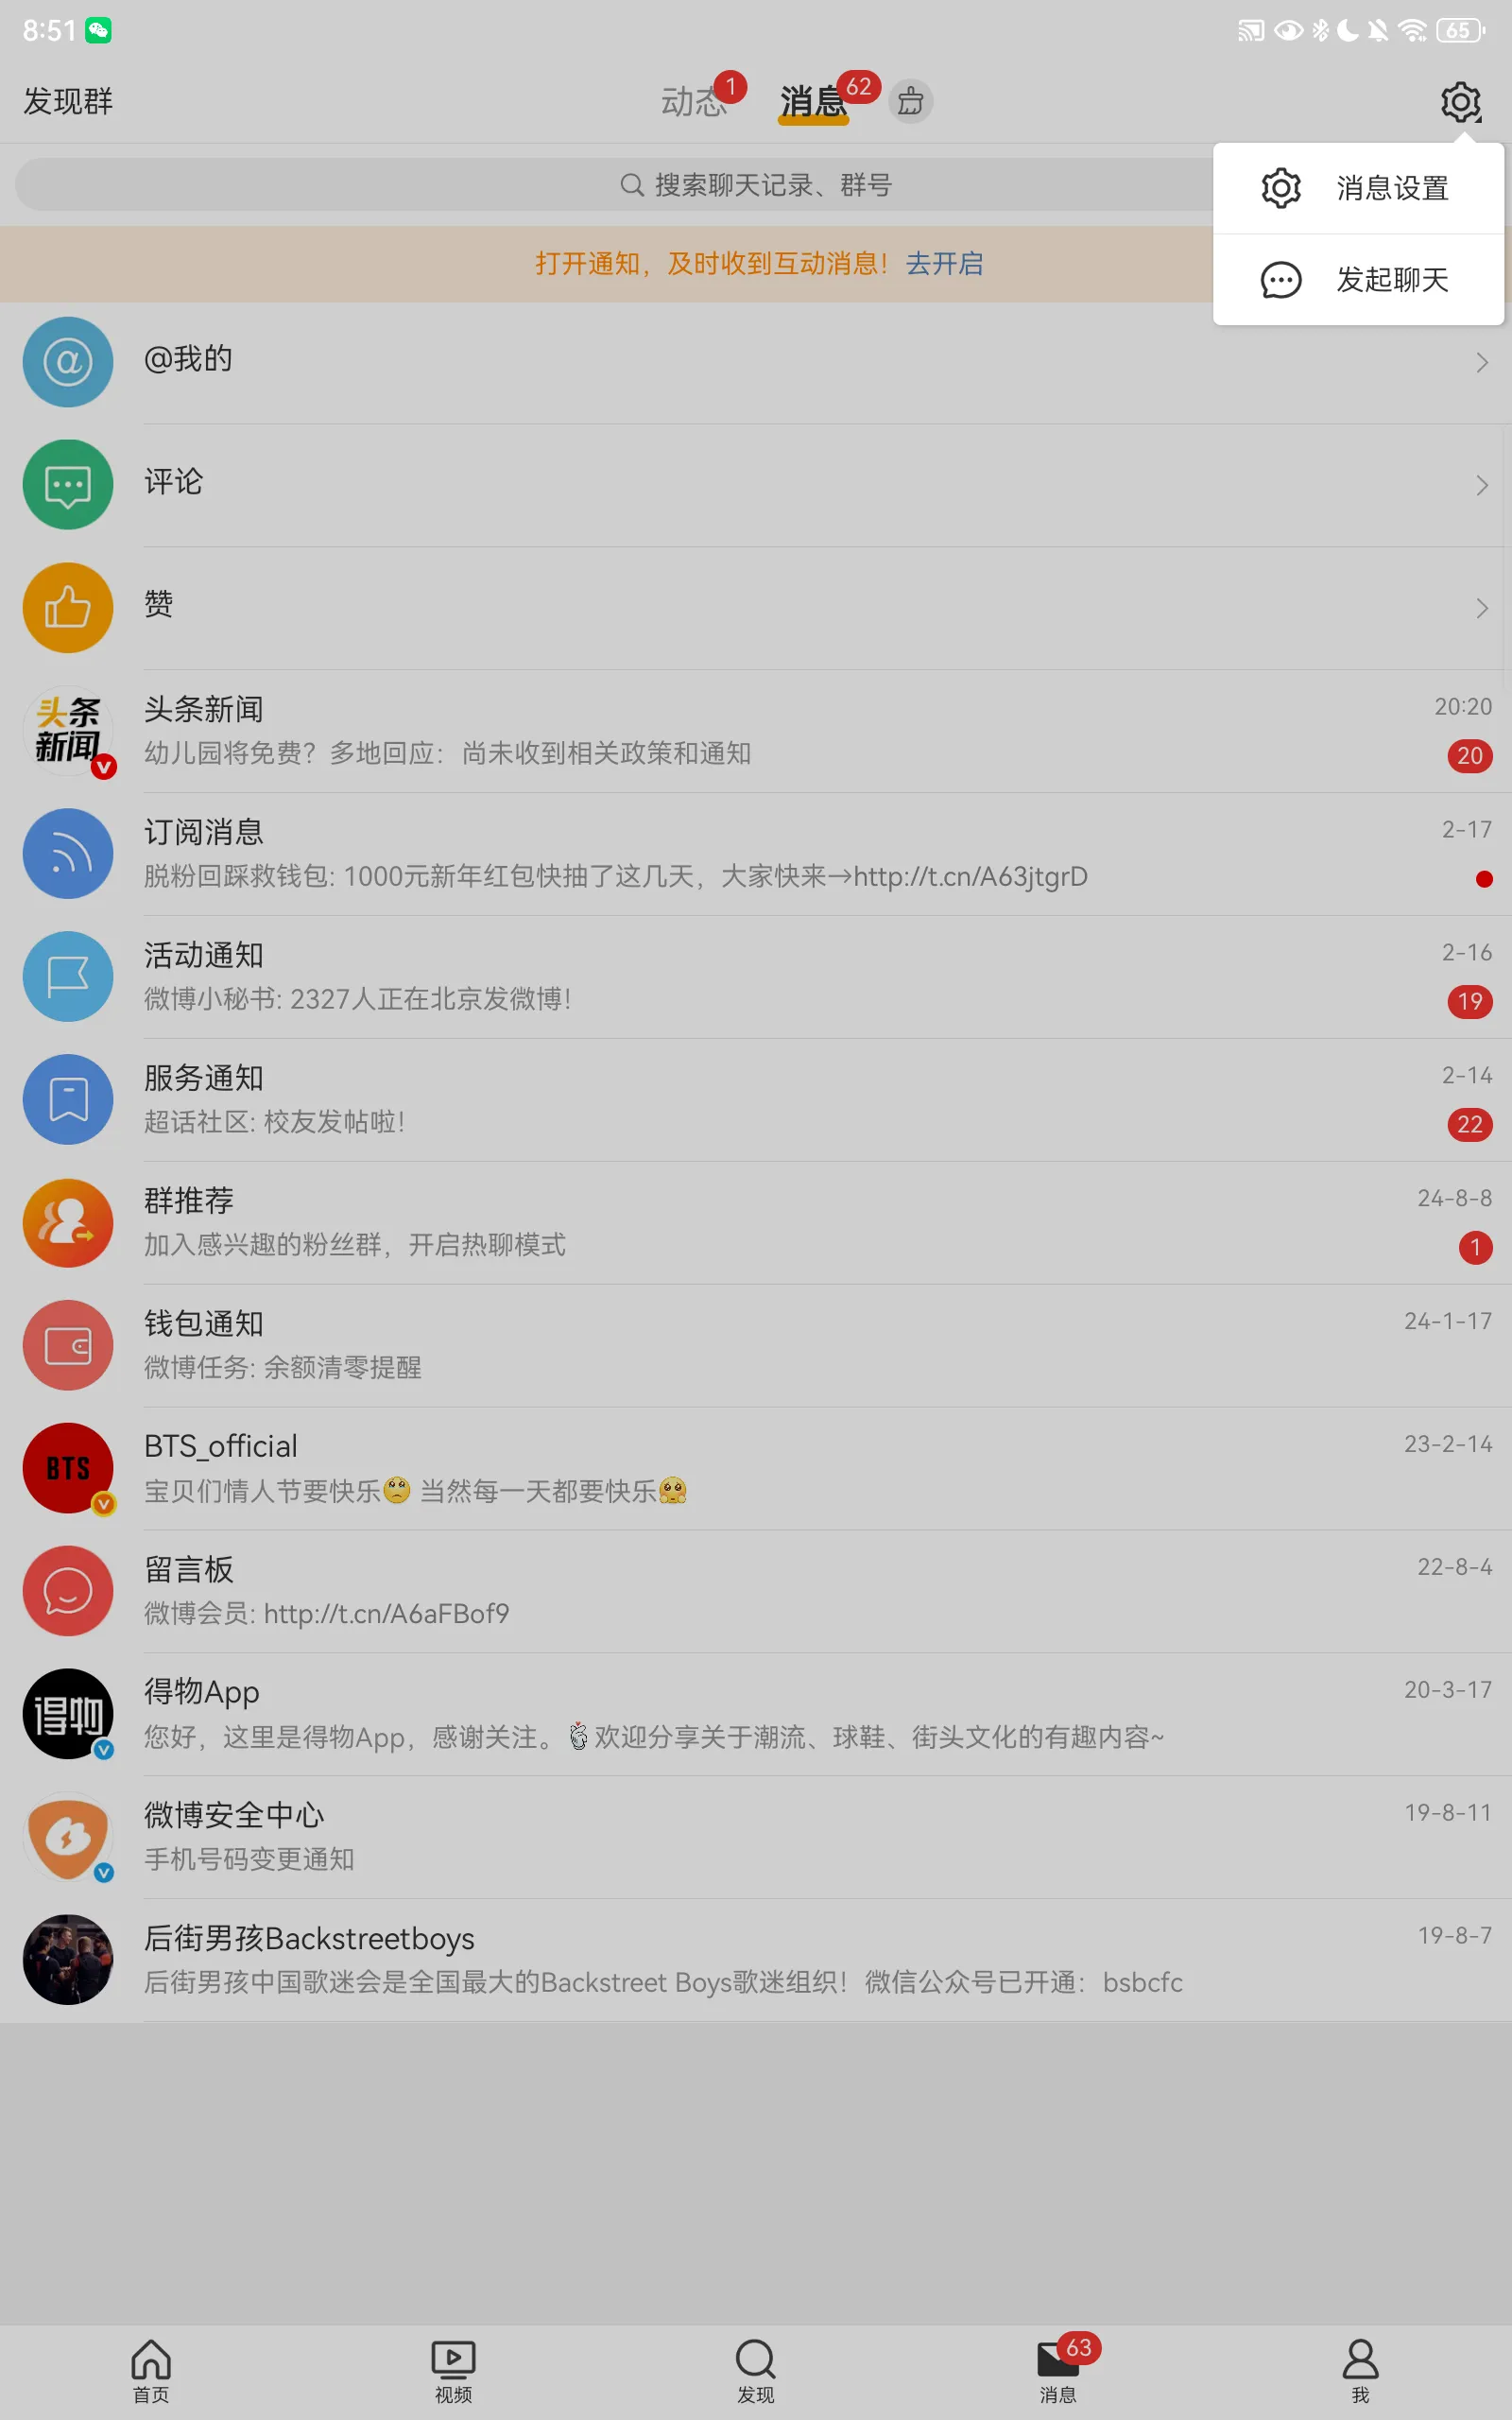 8:51
65
发现群
动态
1
消息
62
消息设置
发起聊天
搜索聊天记录、群号
打开通知，及时收到互动消息！去开启
@我的
评论
赞
头条新闻
头条新闻
20:20
幼儿园将免费？多地回应：尚未收到相关政策和通知
20
订阅消息
2-17
脱粉回踩救钱包: 1000元新年红包快抽了这几天，大家快来→http://t.cn/A63jtgrD
活动通知
2-16
微博小秘书: 2327人正在北京发微博！
19
服务通知
2-14
超话社区: 校友发帖啦！
22
群推荐
24-8-8
加入感兴趣的粉丝群，开启热聊模式
1
钱包通知
24-1-17
微博任务: 余额清零提醒
BTS
BTS_official
23-2-14
宝贝们情人节要快乐🥺 当然每一天都要快乐🥺
留言板
22-8-4
微博会员: http://t.cn/A6aFBof9
得物
得物App
20-3-17
您好，这里是得物App，感谢关注。欢迎分享关于潮流、球鞋、街头文化的有趣内容~
微博安全中心
19-8-11
手机号码变更通知
后街男孩Backstreetboys
19-8-7
后街男孩中国歌迷会是全国最大的Backstreet Boys歌迷组织！微信公众号已开通：bsbcfc
63
首页
视频
发现
消息
我